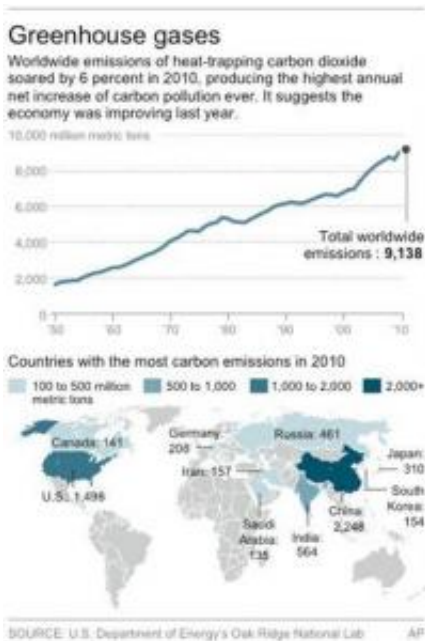 Greenhouse gases
Worldwide emissions of heat-trapping carbon dioxide
soared by 6 percent in 2010, producing the highest annual
net increase of carbon pollution ever. It suggests the
economy was improving last year.
10,000 million metric tons
8,000
6,000
4,000
2,000
0
Total worldwide
emissions : 9,138
'50 '60 '70 '80 '90 '00 '10
Countries with the most carbon emissions in 2010
100 to 500 million
metric tons
500 to 1,000
1,000 to 2,000
2,000+
Canada: 141
U.S.: 1,498
Germany:
208
Russia: 461
Iran: 157
Saudi
Arabia:
135
India:
564
China:
2,248
Japan:
310
South
Korea:
154
SOURCE: U.S. Department of Energy's Oak Ridge National Lab
AP